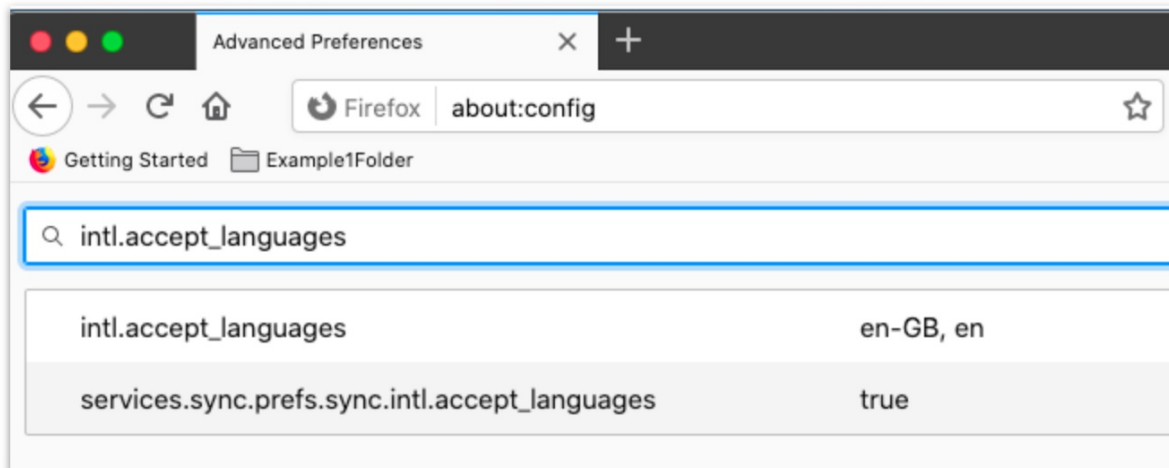 Advanced Preferences
Firefox about:config
Getting Started Example1Folder
intl.accept_languages
intl.accept_languages en-GB, en
services.sync.prefs.sync.intl.accept_languages true